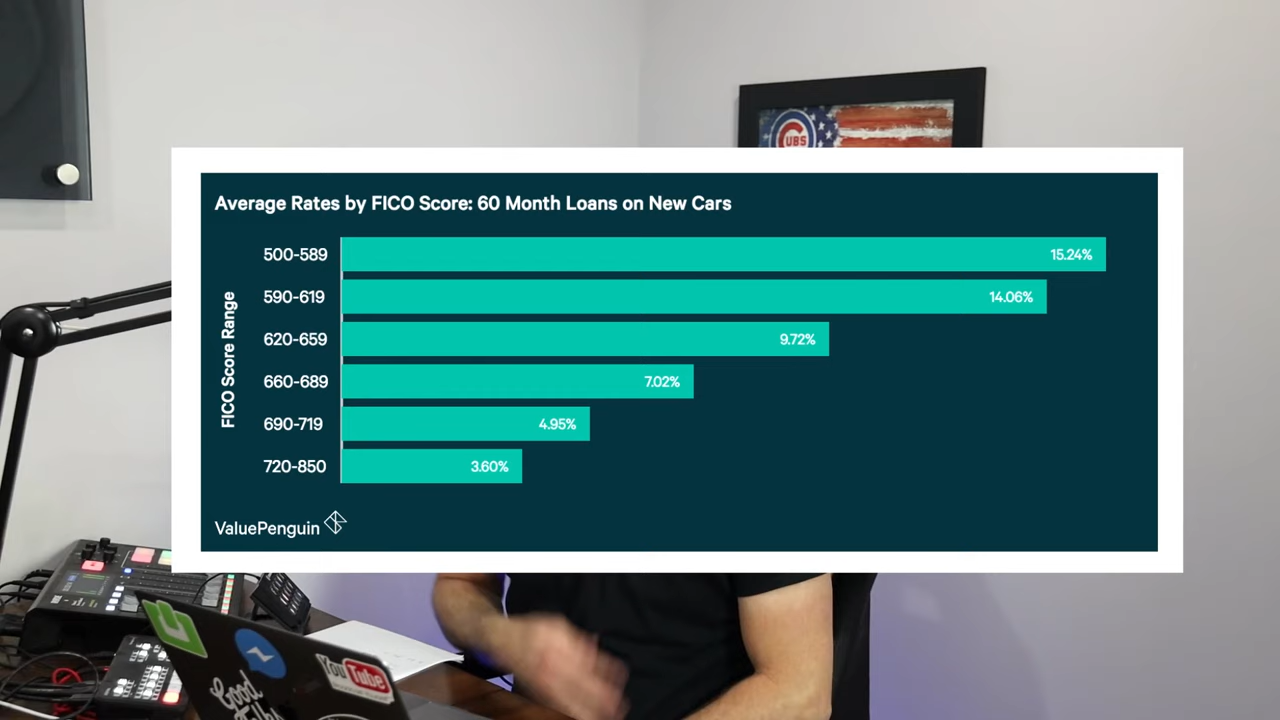 UBS
Average Rates by FICO Score: 60 Month Loans on New Cars
FICO Score Range
500-589 15.24%
590-619 14.06%
620-659 9.72%
660-689 7.02%
690-719 4.95%
720-850 3.60%
ValuePenguin
YouTube
Good